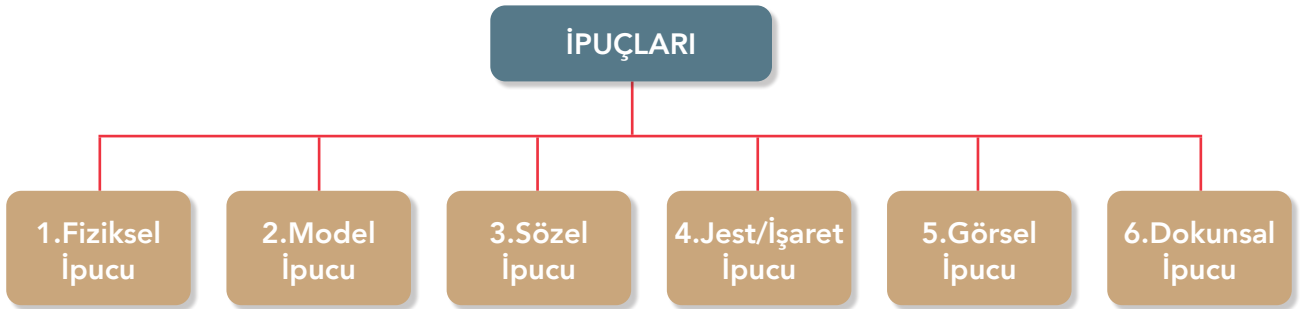 İPUÇLARI
1.Fiziksel
İpucu
2.Model
İpucu
3.Sözel
İpucu
4.Jest/İşaret
İpucu
5.Görsel
İpucu
6.Dokunsal
İpucu